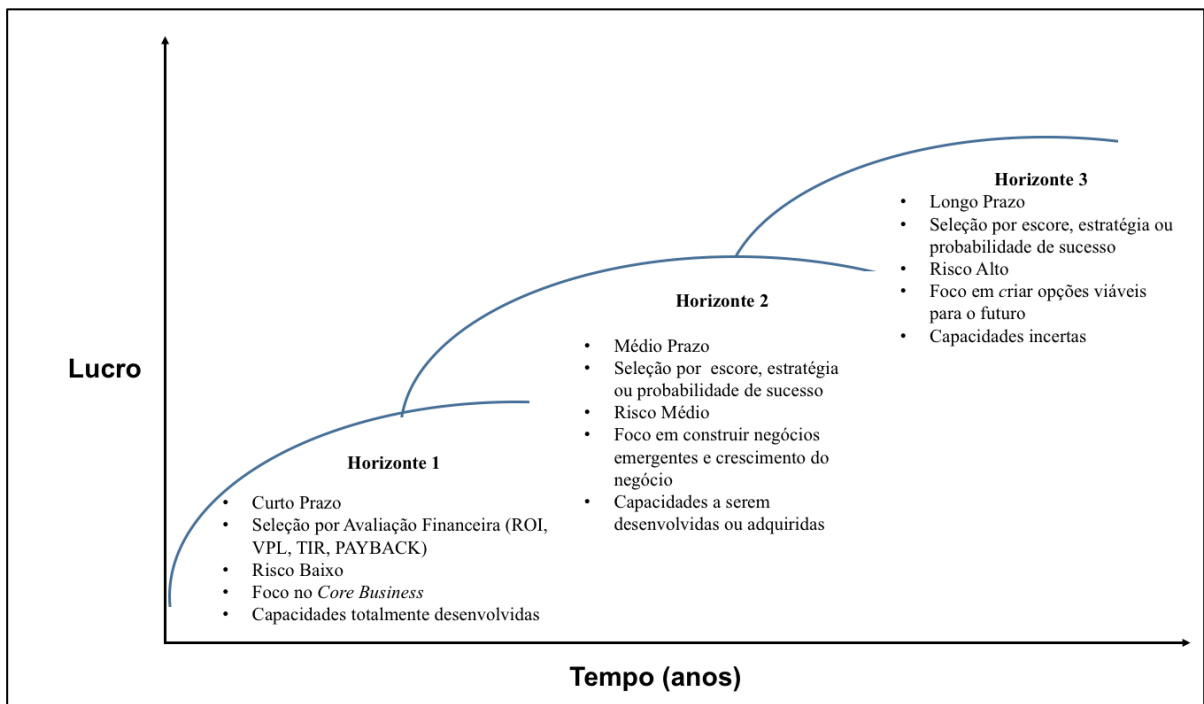 Lucro
Horizonte 1
• Curto Prazo
• Seleção por Avaliação Financeira (ROI,
VPL, TIR, PAYBACK)
• Risco Baixo
• Foco no Core Business
• Capacidades totalmente desenvolvidas
Horizonte 2
• Médio Prazo
• Seleção por escore, estratégia
ou probabilidade de sucesso
• Risco Médio
• Foco em construir negócios
emergentes e crescimento do
negócio
• Capacidades a serem
desenvolvidas ou adquiridas
Horizonte 3
• Longo Prazo
• Seleção por escore, estratégia ou
probabilidade de sucesso
• Risco Alto
• Foco em criar opções viáveis
para o futuro
• Capacidades incertas
Tempo (anos)